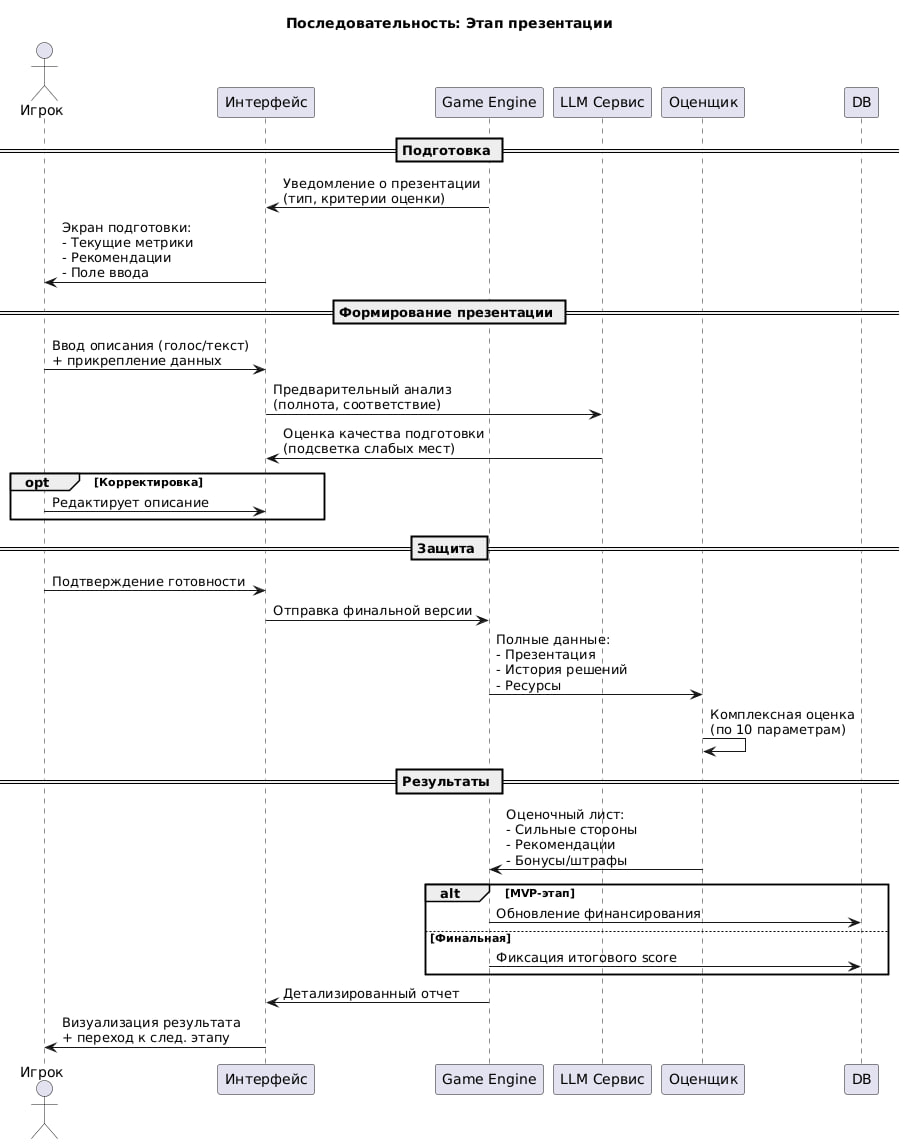 Последовательность: Этап презентации
Игрок
Интерфейс
Game Engine
LLM Сервис
Оценщик
DB
Подготовка
Уведомление о презентации
(тип, критерии оценки)
Экран подготовки:
- Текущие метрики
- Рекомендации
- Поле ввода
Формирование презентации
Ввод описания (голос/текст)
+ прикрепление данных
Предварительный анализ
(полнота, соответствие)
Оценка качества подготовки
(подсветка слабых мест)
opt [Корректировка]
Редактирует описание
Защита
Подтверждение готовности
Отправка финальной версии
Полные данные:
- Презентация
- История решений
- Ресурсы
Комплексная оценка
(по 10 параметрам)
Результаты
Оценочный лист:
- Сильные стороны
- Рекомендации
- Бонусы/штрафы
alt [MVP-этап]
Обновление финансирования
[Финальная]
Фиксация итогового score
Детализированный отчет
Визуализация результата
+ переход к след. этапу
Игрок
Интерфейс
Game Engine
LLM Сервис
Оценщик
DB